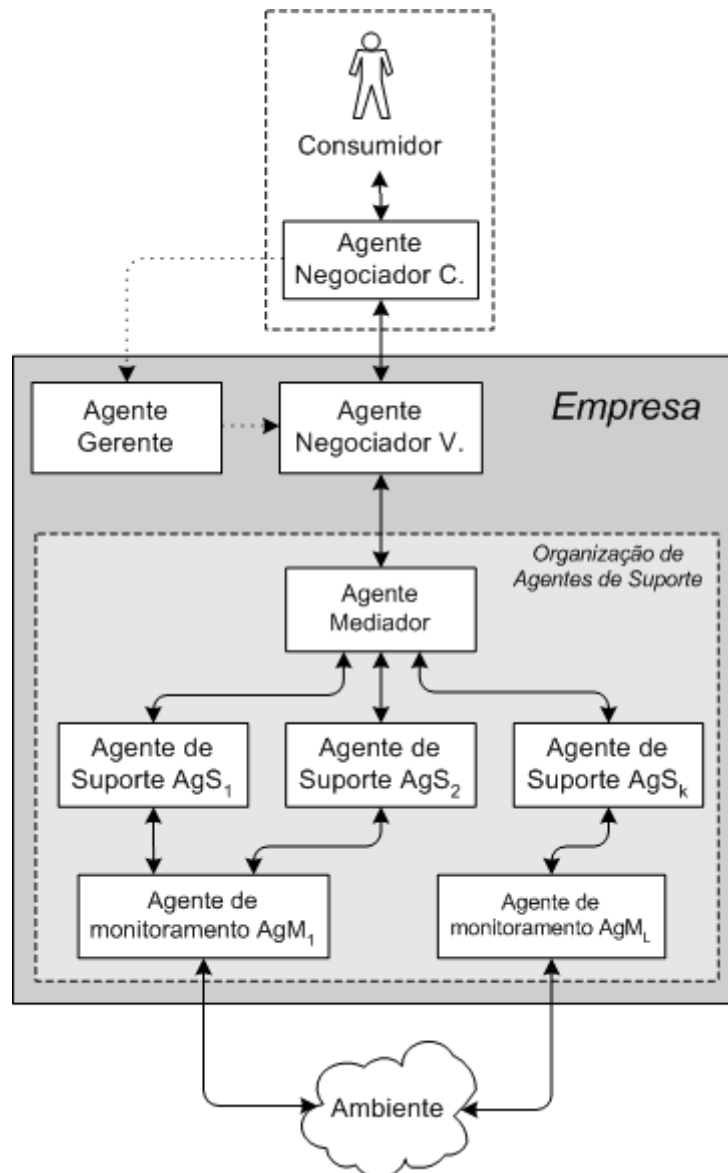 Consumidor
Agente
Negociador C.
Empresa
Agente
Gerente
Agente
Negociador V.
Organização de
Agentes de Suporte
Agente
Mediador
Agente de
Suporte AgS1
Agente de
Suporte AgS2
Agente de
Suporte AgSk
Agente de
monitoramento AgM1
Agente de
monitoramento AgML
Ambiente